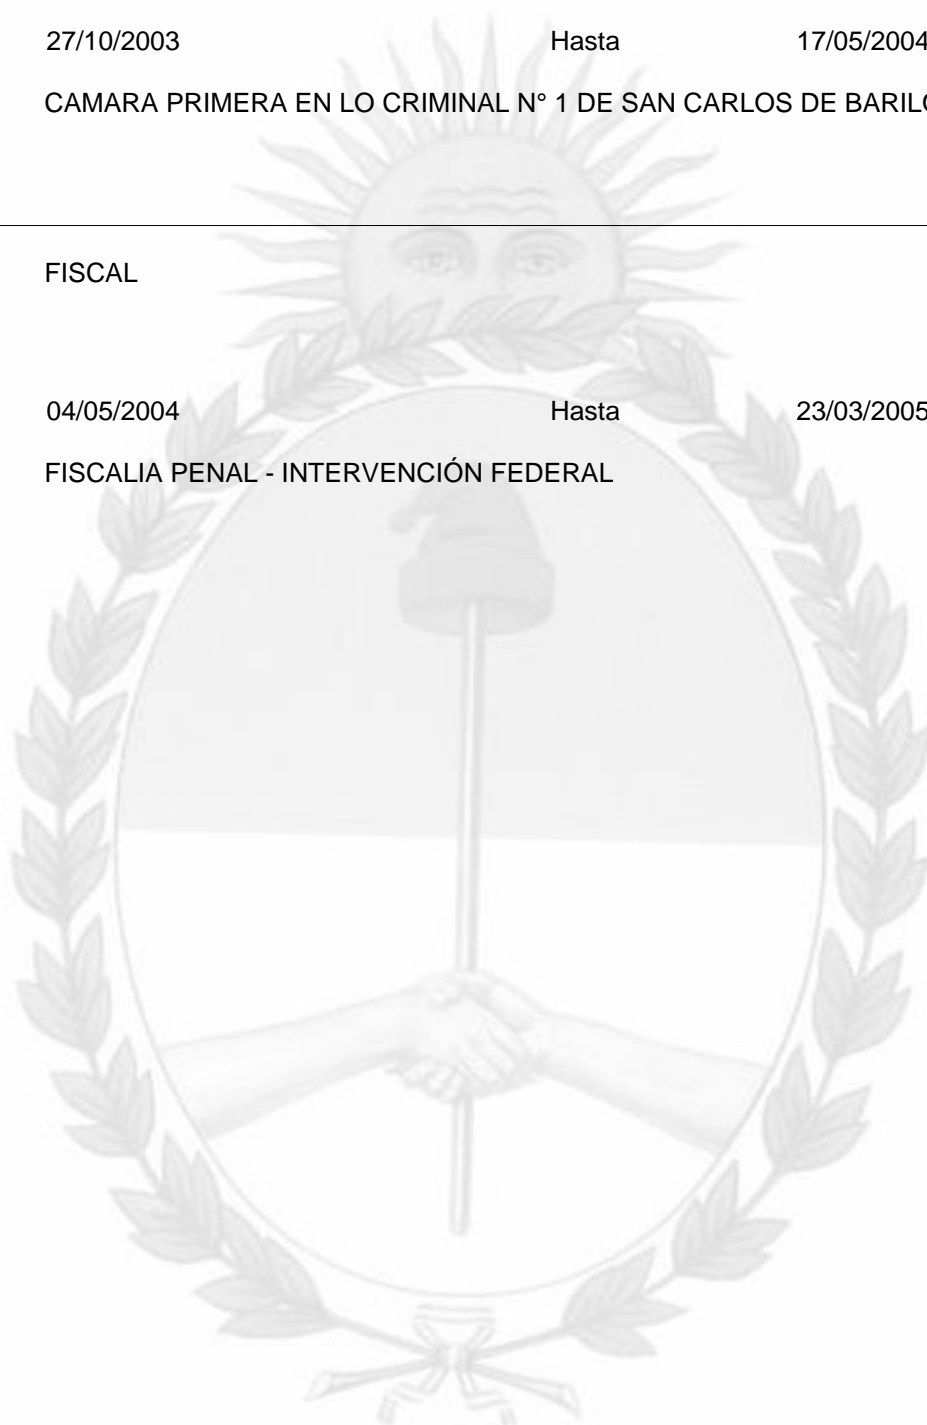 27/10/2003 Hasta 17/05/2004
CAMARA PRIMERA EN LO CRIMINAL N° 1 DE SAN CARLOS DE
FISCAL
04/05/2004 Hasta 23/03/2005
FISCALIA PENAL - INTERVENCIÓN FEDERAL